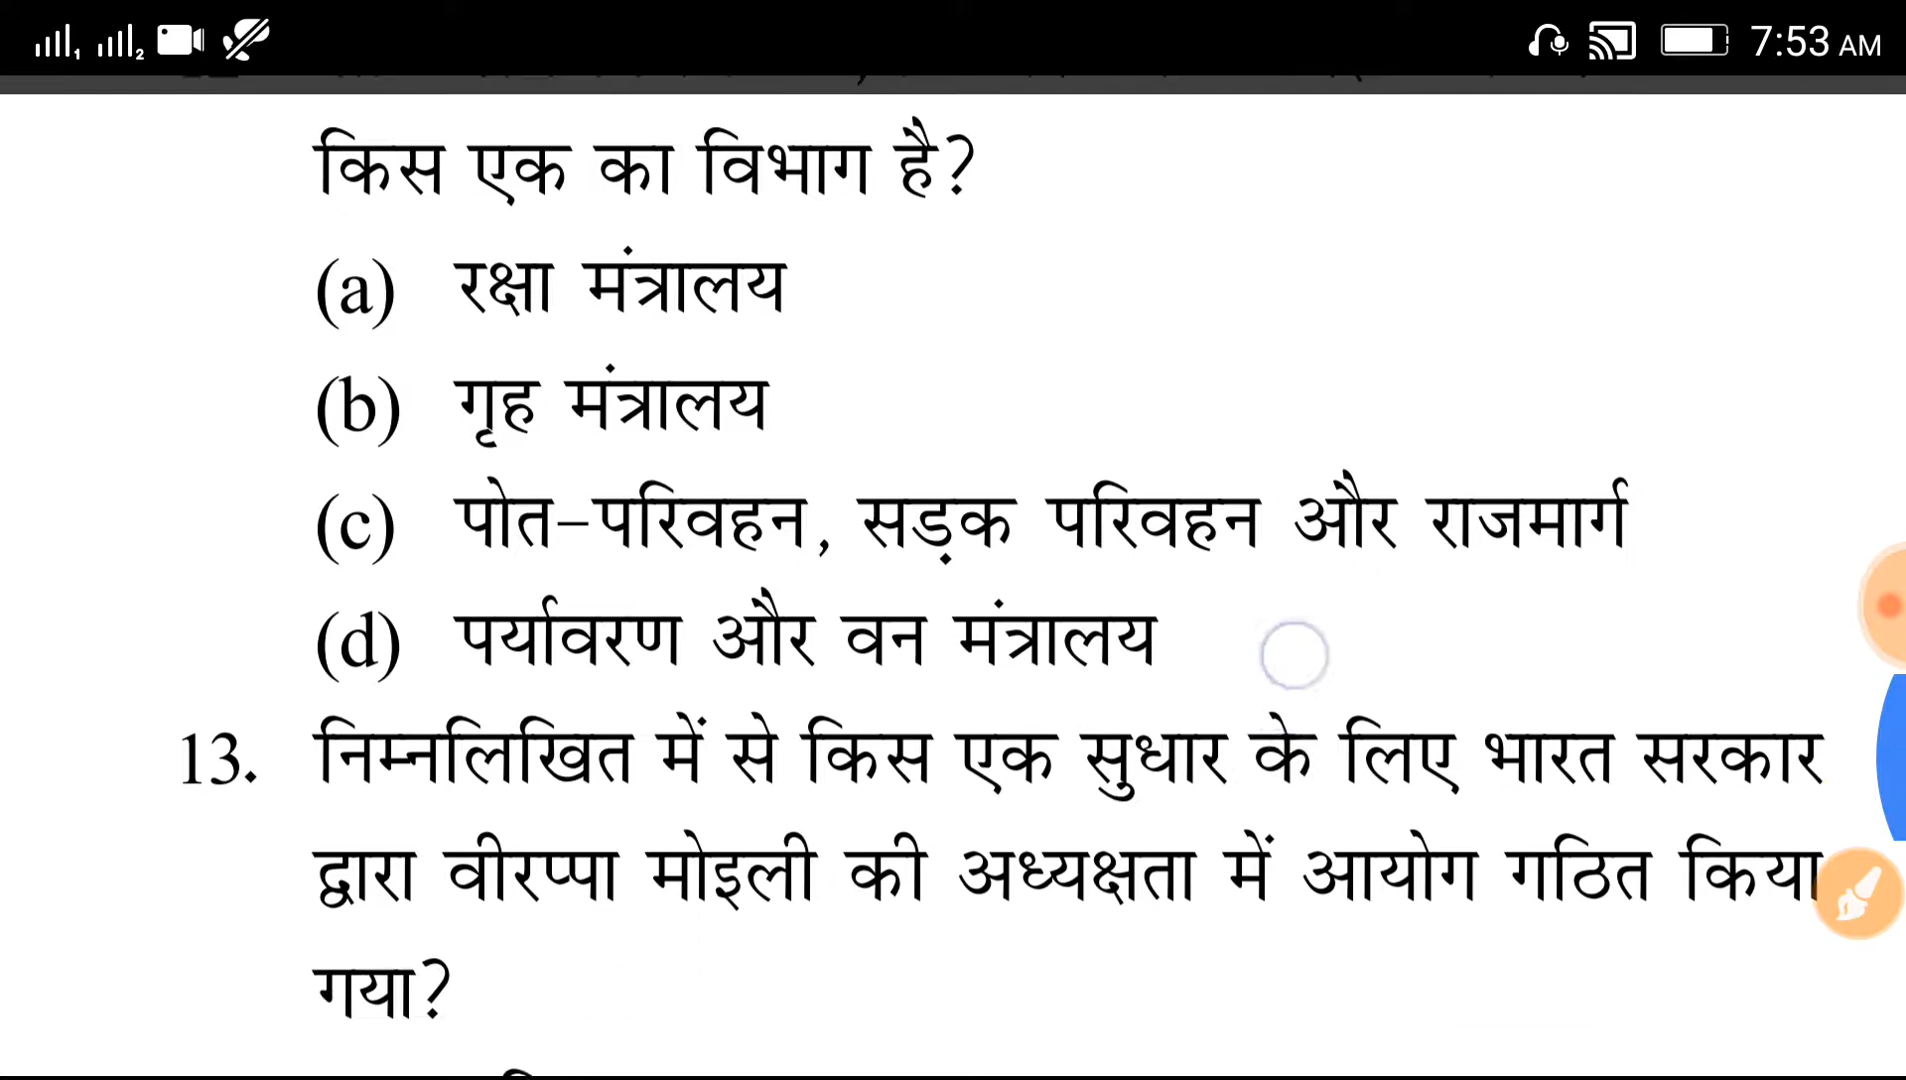 7:53 AM
किस एक का विभाग है?
(a) रक्षा मंत्रालय
(b) गृह मंत्रालय
(c) पोत-परिवहन, सड़क परिवहन और राजमार्ग
(d) पर्यावरण और वन मंत्रालय
13. निम्नलिखित में से किस एक सुधार के लिए भारत सरकार
द्वारा वीरप्पा मोइली की अध्यक्षता में आयोग गठित किया
गया?